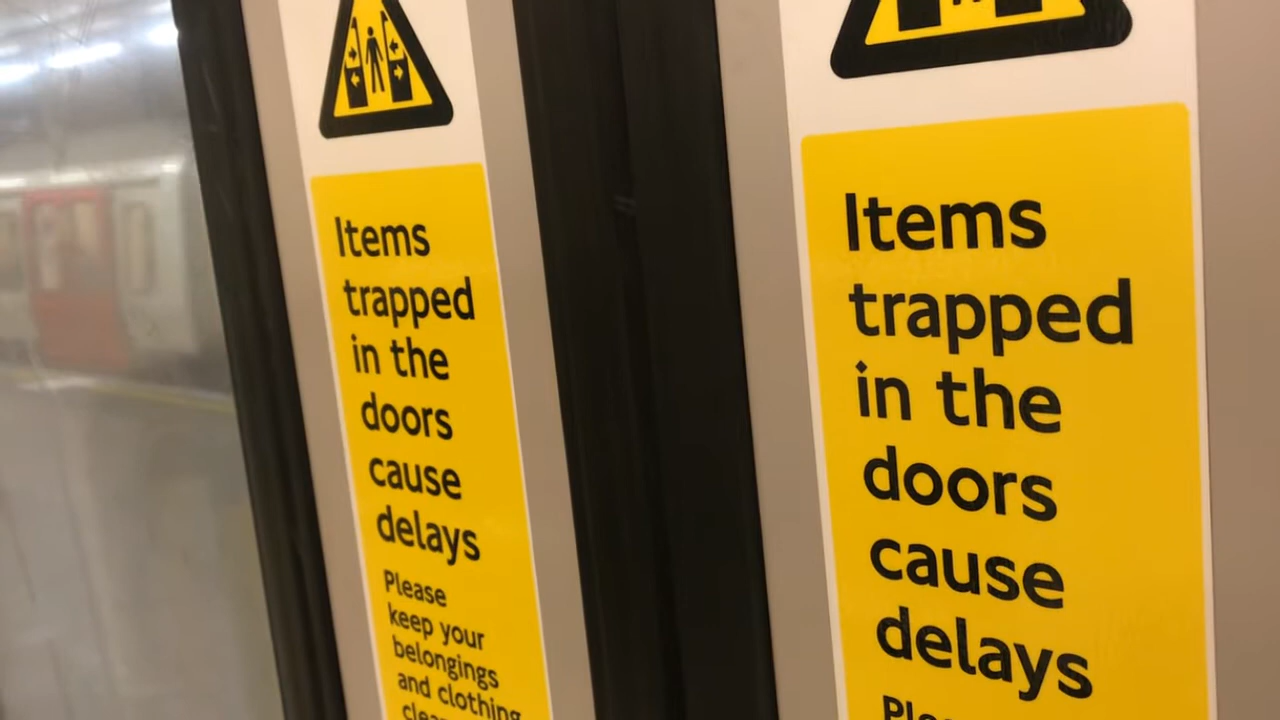 Items
trapped
in the
doors
cause
delays
Please
keep your
belongings
and clothing
Items
trapped
in the
doors
cause
delays